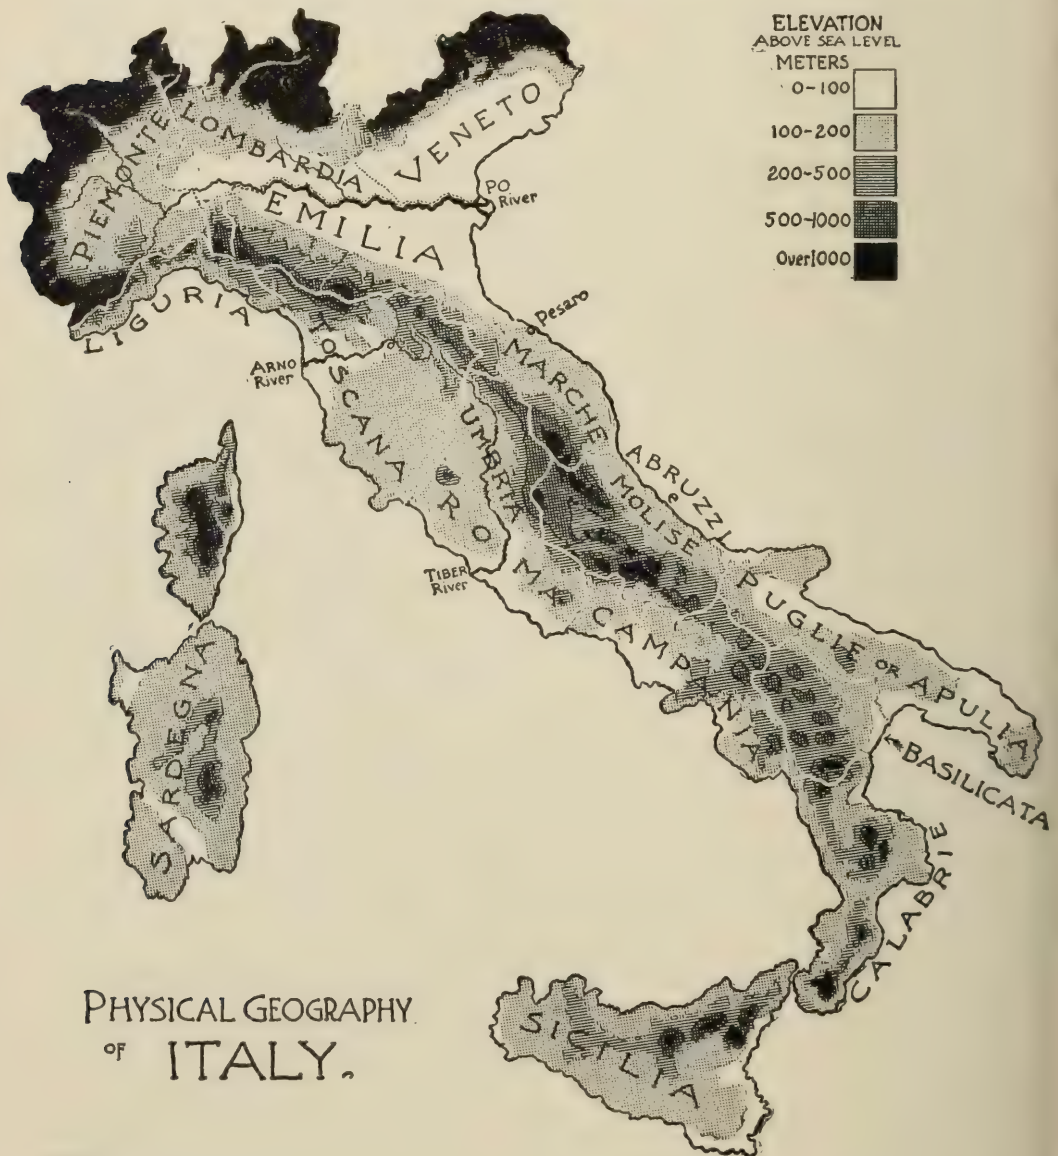 ELEVATION
ABOVE SEA LEVEL
METERS
0-100
100-200
200-500
500-1000
Over 1000
PIEMONTE
LOMBARDIA
VENETO
PO
River
EMILIA
LIGURIA
Pesaro
TOSCANA
ARNO
River
MARCHE
UMBRIA
ABRUZZI
e
MOLISE
ROMA
TIBER
River
CAMPANIA
PUGLIE OR APULIA
BASILICATA
SARDEGNA
CALABRIE
SICILIA
PHYSICAL GEOGRAPHY
OF ITALY.